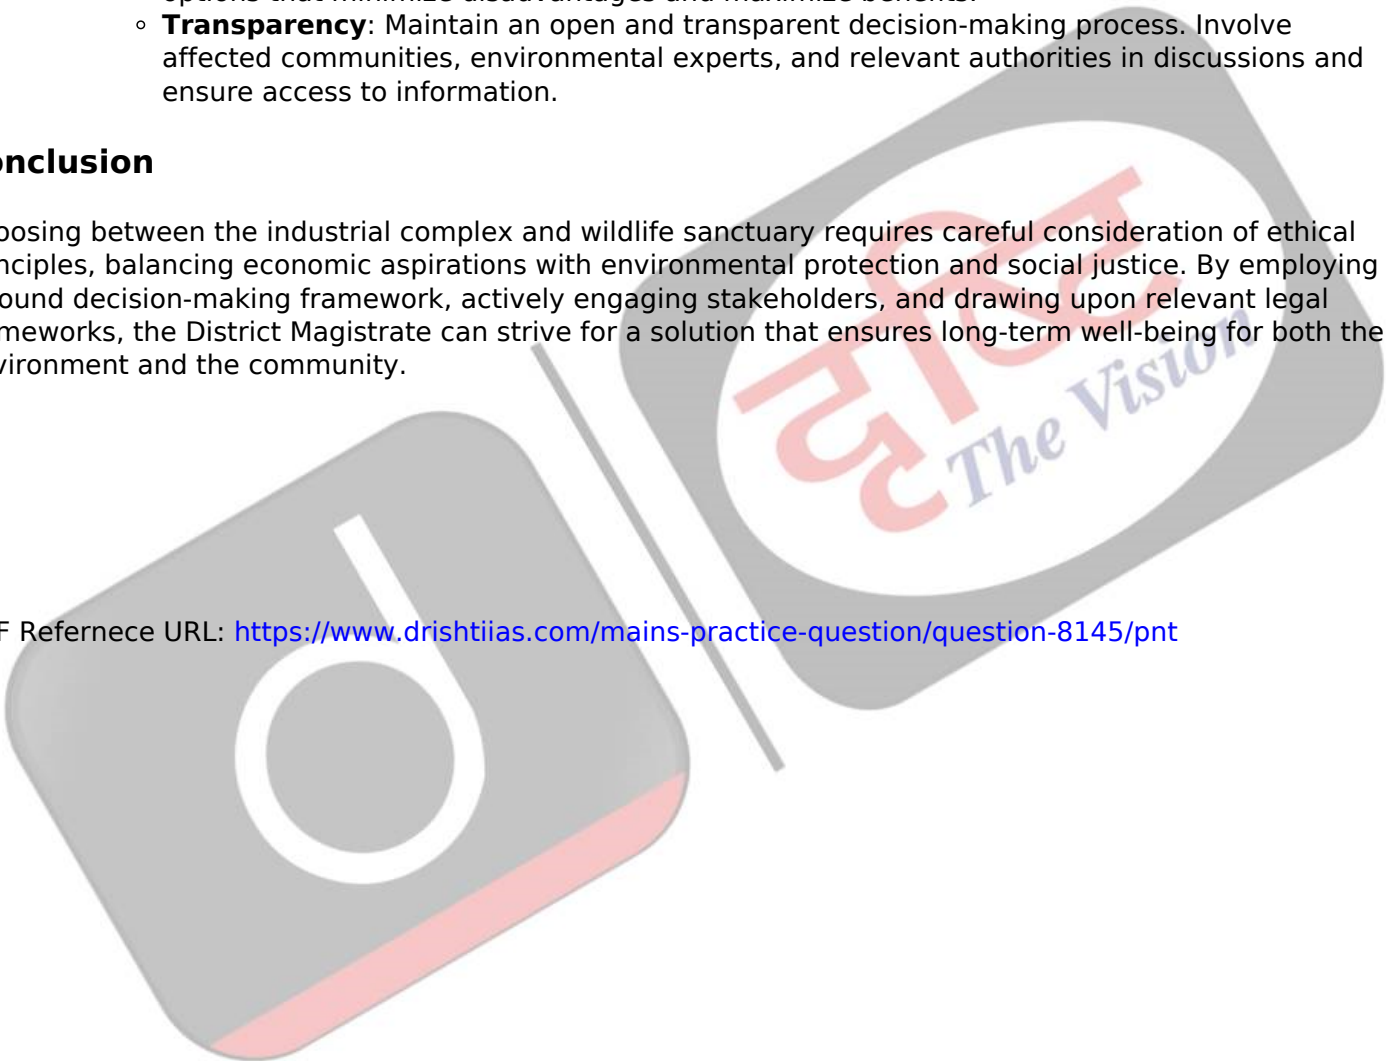 options that minimize disadvantages and maximize benefits.
◦ Transparency: Maintain an open and transparent decision-making process. Involve
affected communities, environmental experts, and relevant authorities in discussions and
ensure access to information.
onclusion
oosing between the industrial complex and wildlife sanctuary requires careful consideration of ethical
nciples, balancing economic aspirations with environmental protection and social justice. By employing
ound decision-making framework, actively engaging stakeholders, and drawing upon relevant legal
meworks, the District Magistrate can strive for a solution that ensures long-term well-being for both the
vironment and the community.
दृष्टि
The Vision
d
F Refernece URL: https://www.drishtiias.com/mains-practice-question/question-8145/pnt